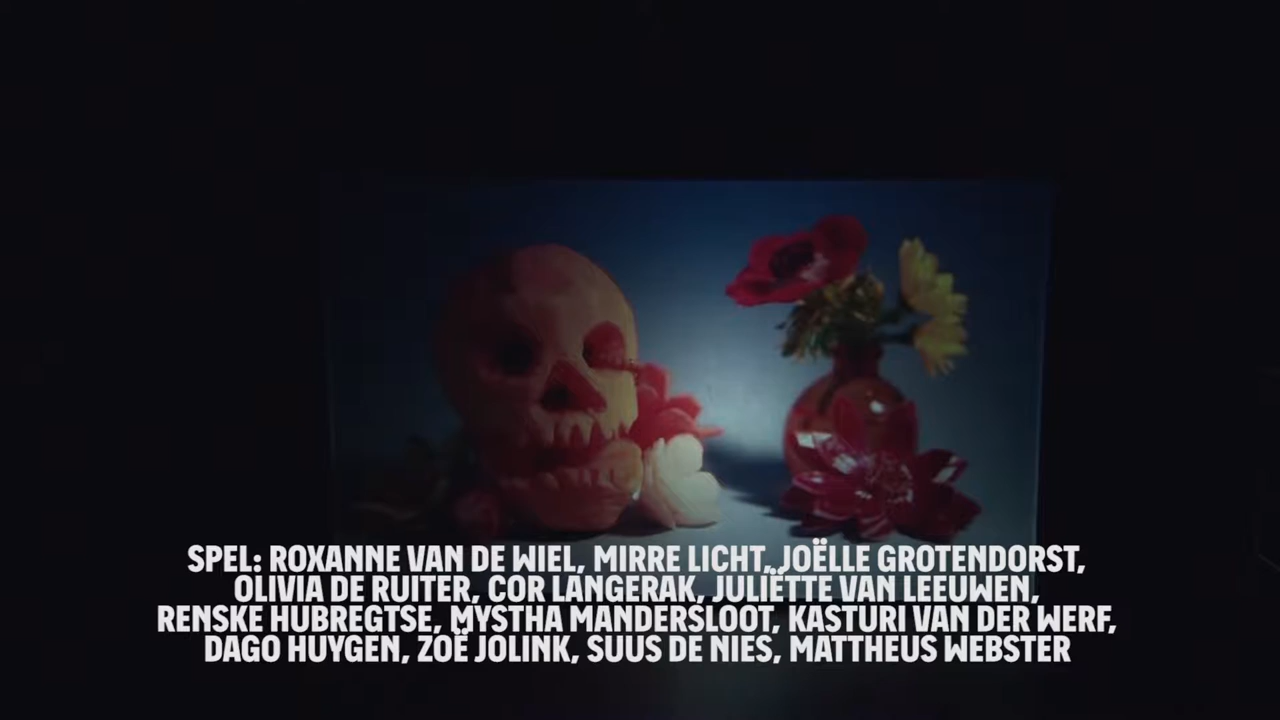 SPEL: ROXANNE VAN DE WIEL, MIRRE LICHT, JOËLLE GROTENDORST,
OLIVIA DE RUITER, COR LANGERAK, JULIËTTE VAN LEEUWEN,
RENSKE HUBREGTSE, MYSTHA MANDERSLOOT, KASTURI VAN DER WERF,
DAGO HUYGEN, ZOË JOLINK, SUUS DE NIES, MATTHEUS WEBSTER